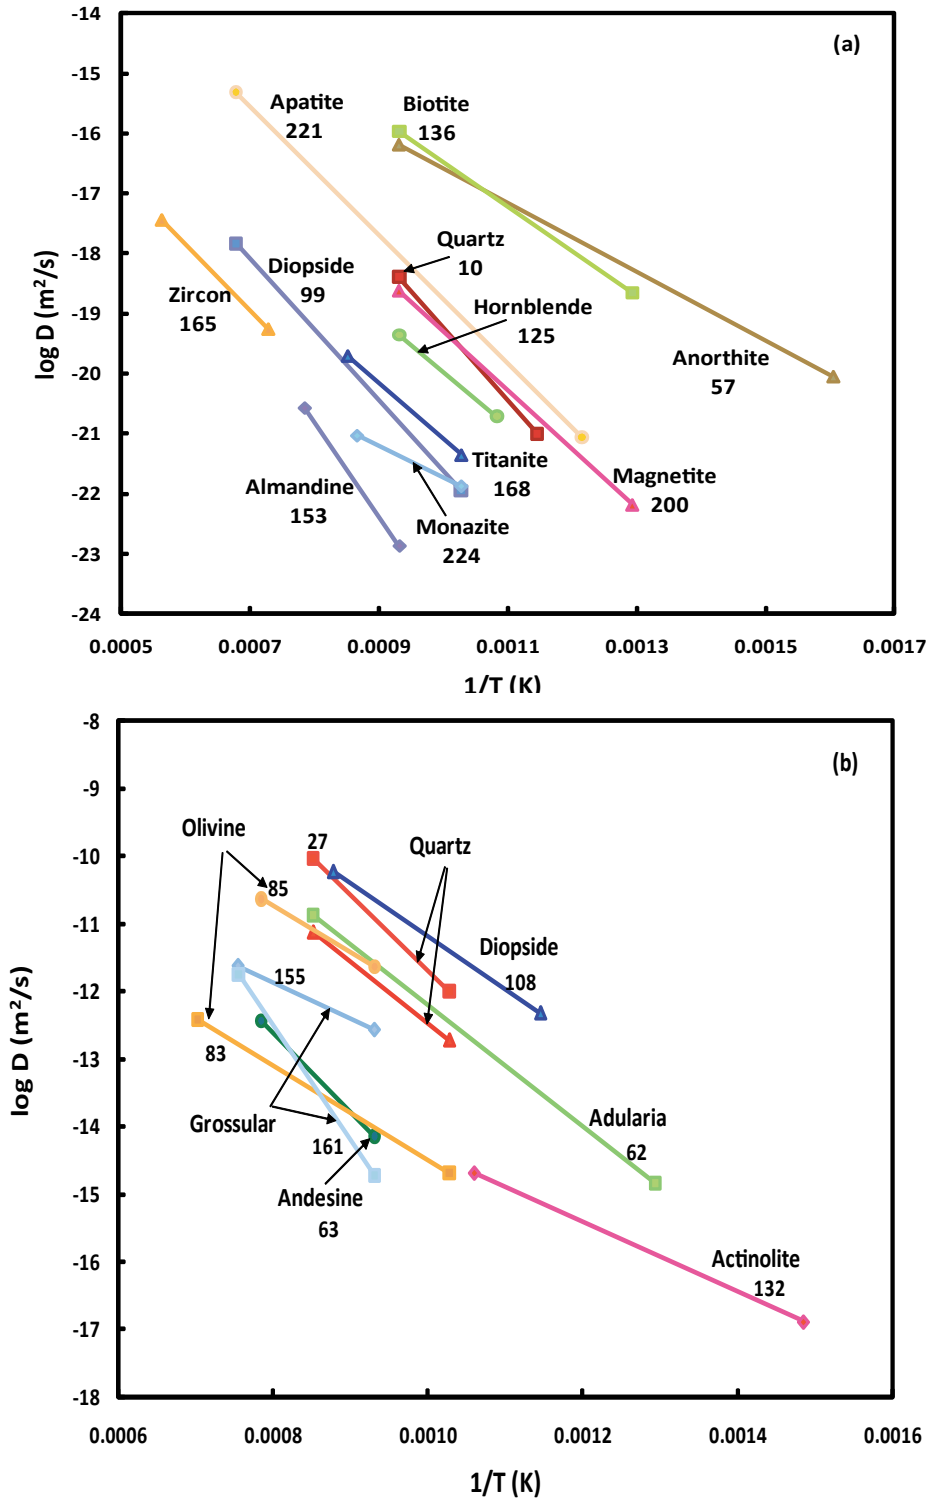 -14
(a)
-15
Apatite
221
Biotite
136
-16
-17
-18
Quartz
10
Diopside
99
Zircon
165
Hornblende
125
log D (m²/s)
-19
Anorthite
57
-20
-21
Titanite
168
Magnetite
200
Almandine
153
-22
Monazite
224
-23
-24
0.0005
0.0007
0.0009
0.0011
0.0013
0.0015
0.0017
1/T (K)
-8
(b)
-9
Olivine
27
Quartz
-10
85
-11
Diopside
108
155
-12
log D (m²/s)
83
-13
Grossular
161
Adularia
62
-14
Andesine
63
-15
Actinolite
132
-16
-17
-18
0.0006
0.0008
0.0010
0.0012
0.0014
0.0016
1/T (K)